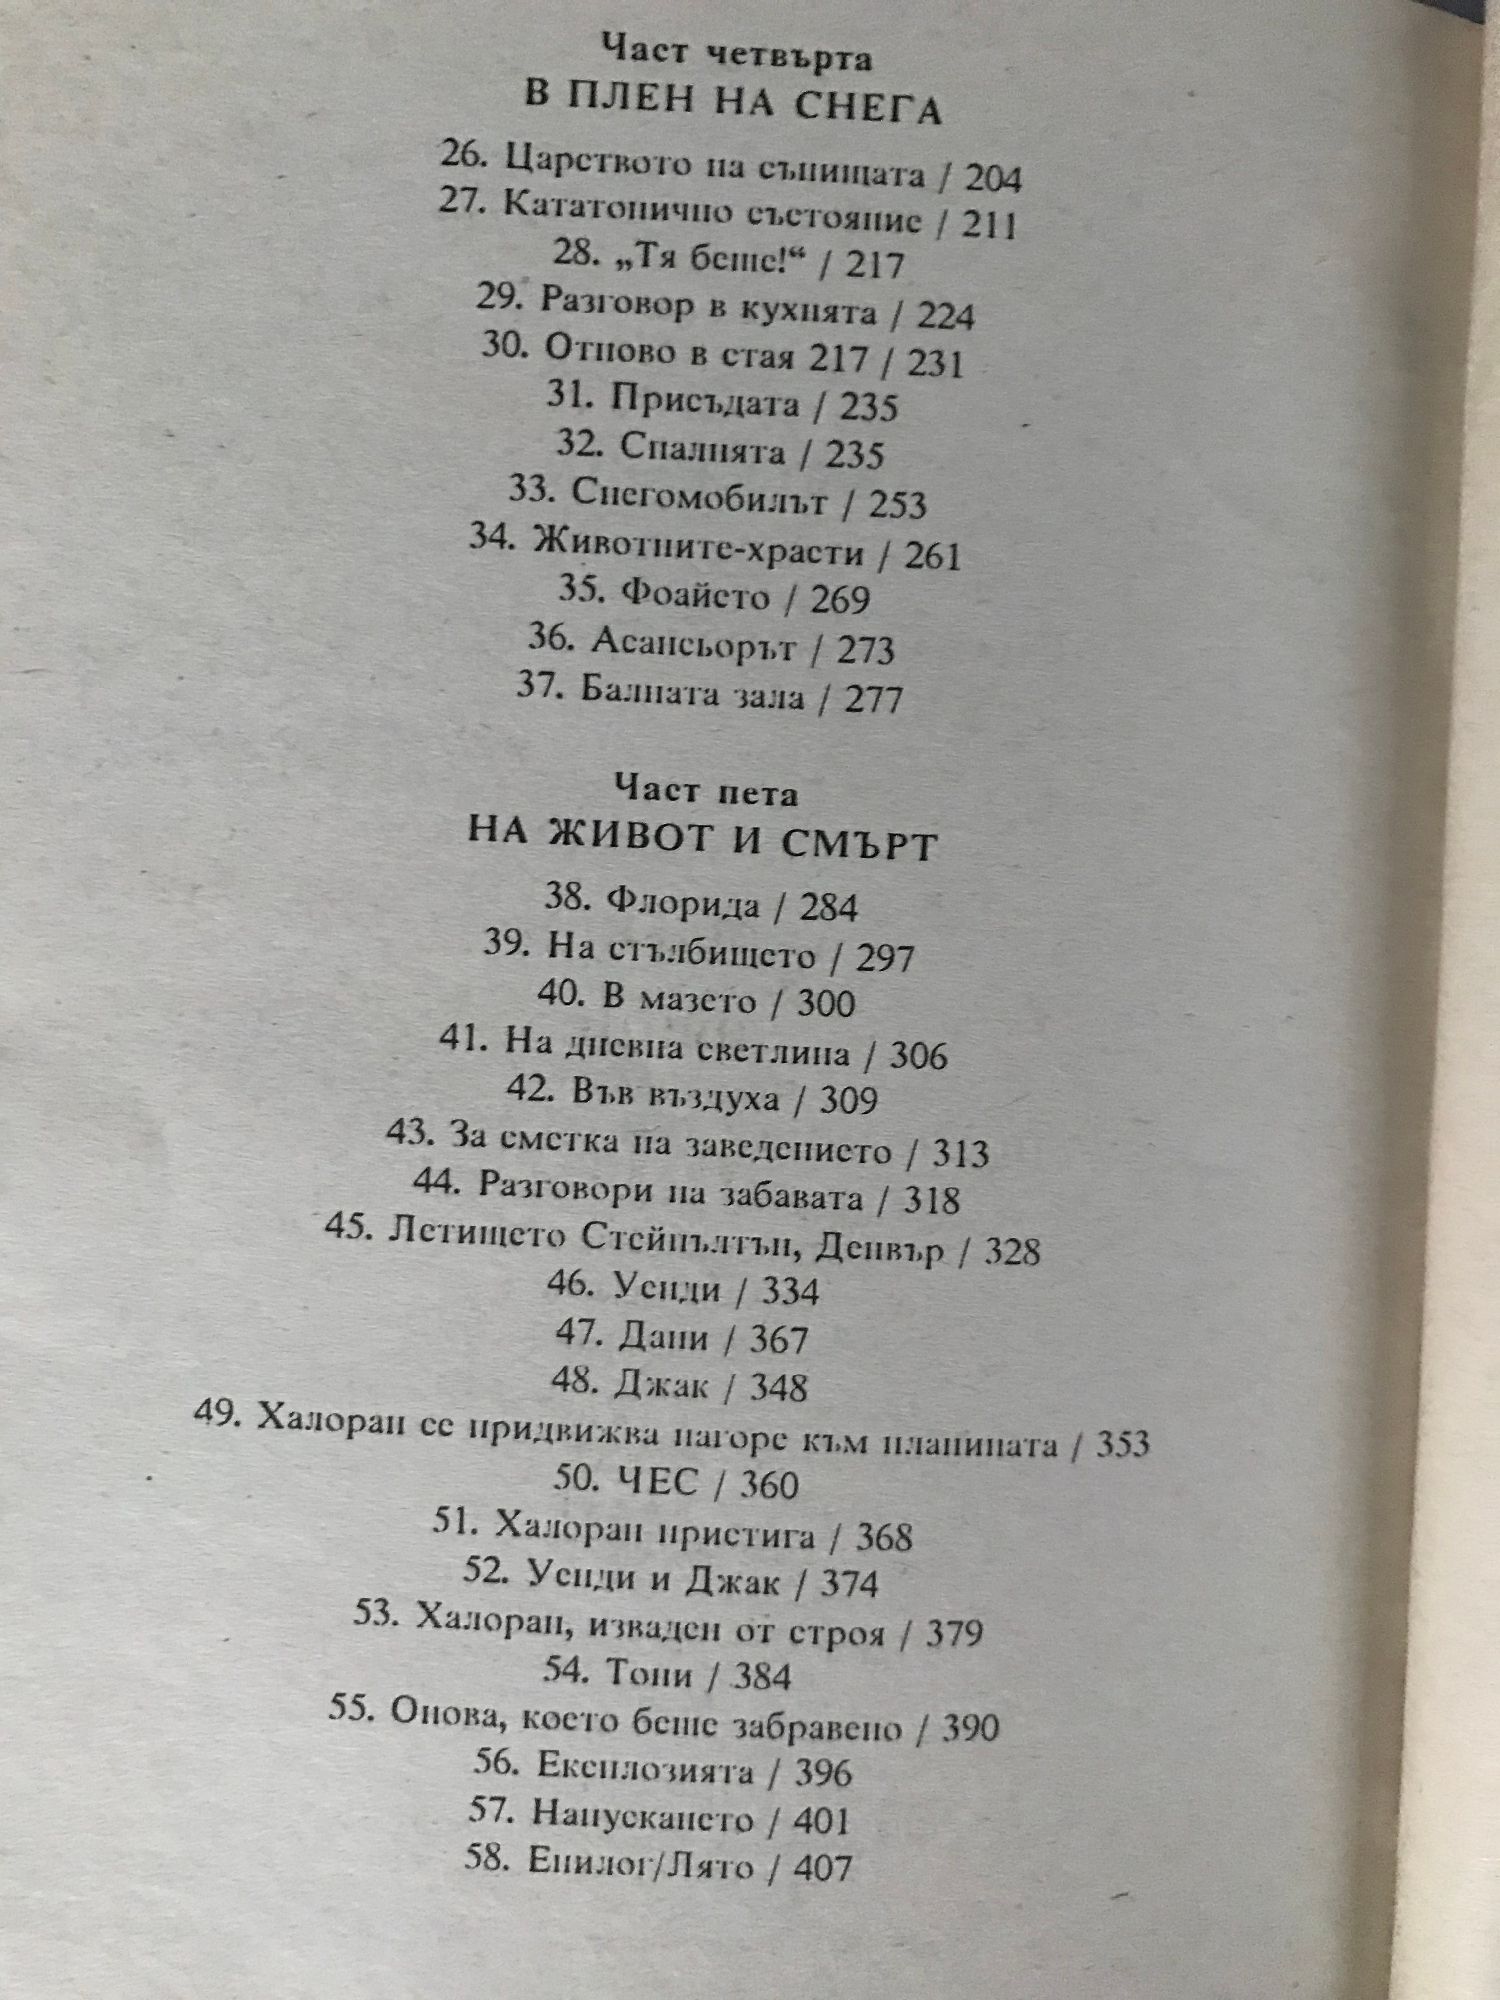 Част четвърта
В ПЛЕН НА СНЕГА
26. Царството на сънищата / 204
27. Кататонично състояние / 211
28. „Тя беше!“ / 217
29. Разговор в кухнята / 224
30. Отново в стая 217 / 231
31. Присъдата / 235
32. Спалнята / 235
33. Снегомобилът / 253
34. Животните-храсти / 261
35. Фоайето / 269
36. Асансьорът / 273
37. Балната зала / 277
Част пета
НА ЖИВОТ И СМЪРТ
38. Флорида / 284
39. На стълбището / 297
40. В мазето / 300
41. На дневна светлина / 306
42. Във въздуха / 309
43. За сметка на заведението / 313
44. Разговори на забавата / 318
45. Летището Стейпълтън, Денвър / 328
46. Уенди / 334
47. Дани / 367
48. Джак / 348
49. Халоран се придвижва нагоре към планината / 353
50. ЧЕС / 360
51. Халоран пристига / 368
52. Уенди и Джак / 374
53. Халоран, изваден от строя / 379
54. Тони / 384
55. Онова, което беше забравено / 390
56. Експлозията / 396
57. Напускането / 401
58. Епилог/Лято / 407